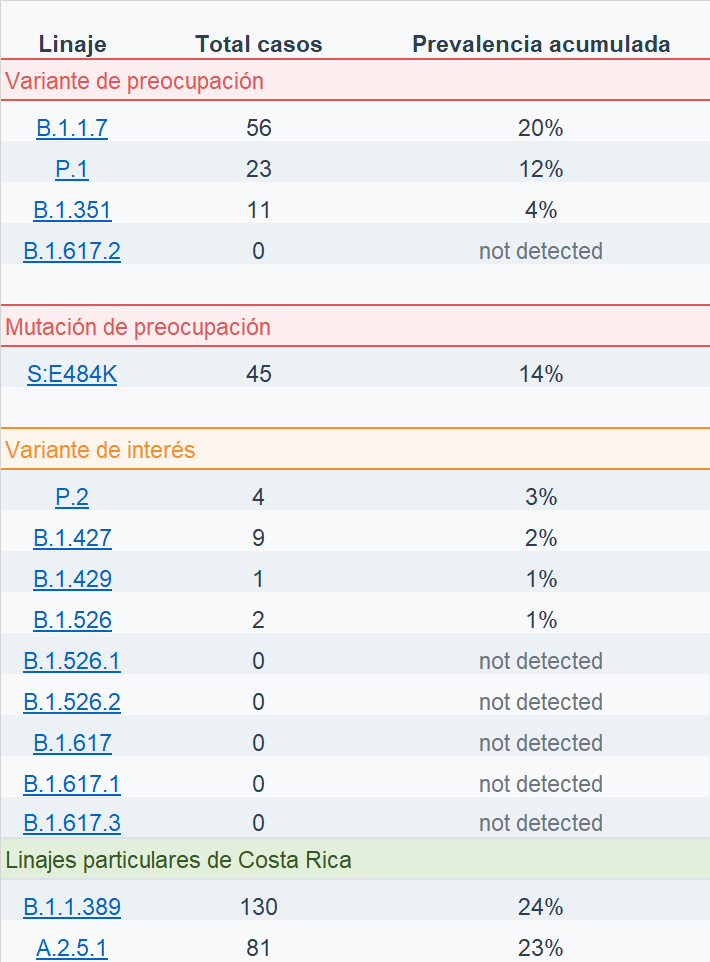 Linaje Total casos Prevalencia acumulada
Variante de preocupación
B.1.1.7 56 20%
P.1 23 12%
B.1.351 11 4%
B.1.617.2 0 not detected
Mutación de preocupación
S:E484K 45 14%
Variante de interés
P.2 4 3%
B.1.427 9 2%
B.1.429 1 1%
B.1.526 2 1%
B.1.526.1 0 not detected
B.1.526.2 0 not detected
B.1.617 0 not detected
B.1.617.1 0 not detected
B.1.617.3 0 not detected
Linajes particulares de Costa Rica
B.1.1.389 130 24%
A.2.5.1 81 23%